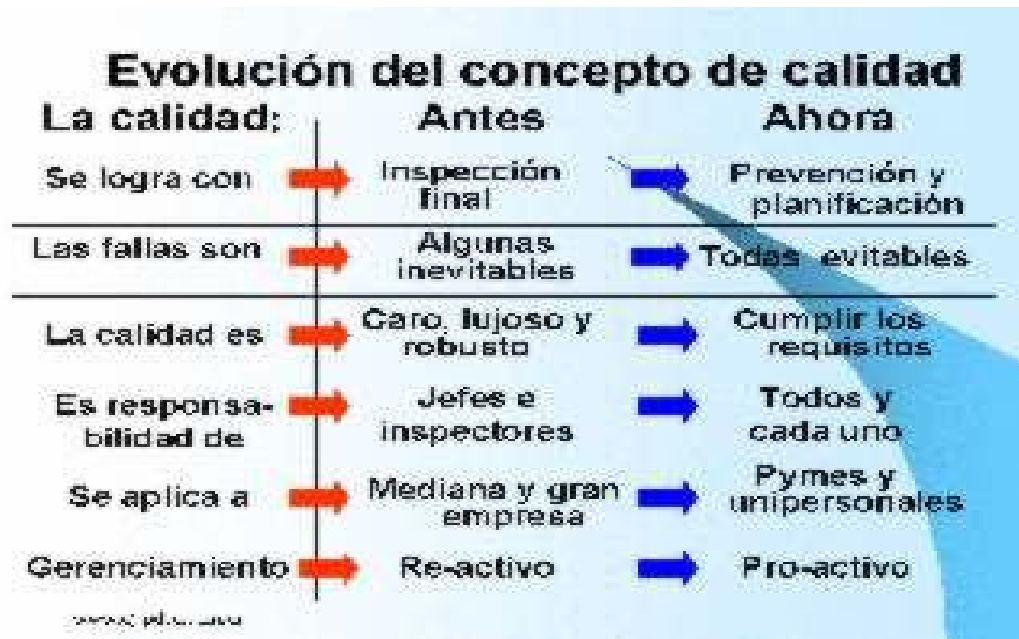 Evolución del concepto de calidad
La calidad: Antes Ahora
Se logra con Inspección final Prevención y planificación
Las fallas son Algunas inevitables Todas evitables
La calidad es Caro, lujoso y robusto Cumplir los requisitos
Es responsa-bilidad de Jefes e inspectores Todos y cada uno
Se aplica a Mediana y gran empresa Pymes y unipersonales
Gerenciamiento Re-activo Pro-activo